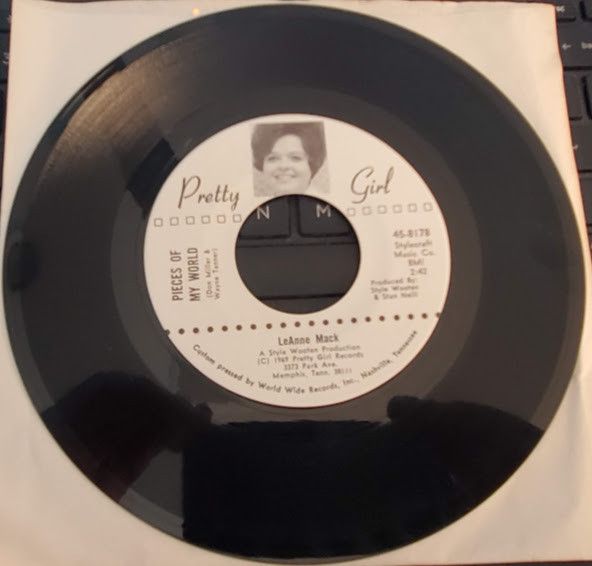 Pretty Girl
N M
PIECES OF
MY WORLD
(Don Miller &
Wayne Tanner)
45-8178
Stylecraft
Music Co.
BMI
2:42
Produced By:
Style Wooten
& Stan Neill
LeAnne Mack
A Style Wooten Production
(C) 1969 Pretty Girl Records
3373 Park Ave.
Memphis, Tenn. 38111
Custom pressed by World Wide Records, Inc., Nashville, Tennessee